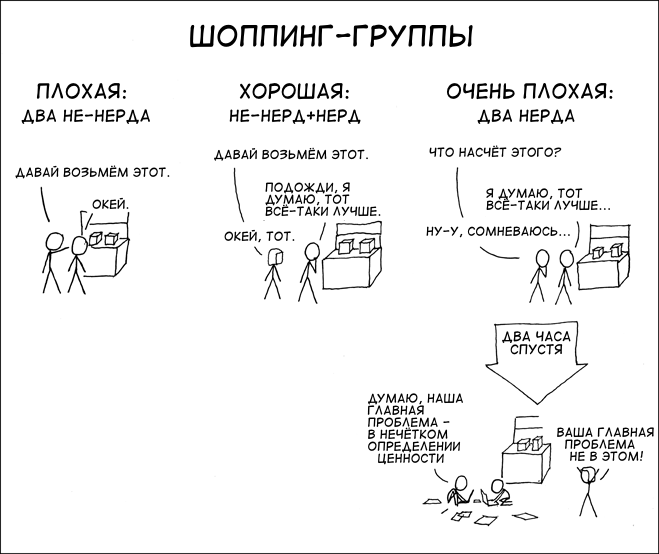 ШОППИНГ-ГРУППЫ
ПЛОХАЯ:
ДВА НЕ-НЕРДА
ДАВАЙ ВОЗЬМЁМ ЭТОТ.
ОКЕЙ.
ХОРОШАЯ:
НЕ-НЕРД+НЕРД
ДАВАЙ ВОЗЬМЁМ ЭТОТ.
ПОДОЖДИ, Я
ДУМАЮ, ТОТ
ВСЁ-ТАКИ ЛУЧШЕ.
ОКЕЙ, ТОТ.
ОЧЕНЬ ПЛОХАЯ:
ДВА НЕРДА
ЧТО НАСЧЁТ ЭТОГО?
Я ДУМАЮ, ТОТ
ВСЁ-ТАКИ ЛУЧШЕ...
НУ-У, СОМНЕВАЮСЬ...
ДВА ЧАСА
СПУСТЯ
ДУМАЮ, НАША
ГЛАВНАЯ
ПРОБЛЕМА -
В НЕЧЁТКОМ
ОПРЕДЕЛЕНИИ
ЦЕННОСТИ
ВАША ГЛАВНАЯ
ПРОБЛЕМА
НЕ В ЭТОМ!